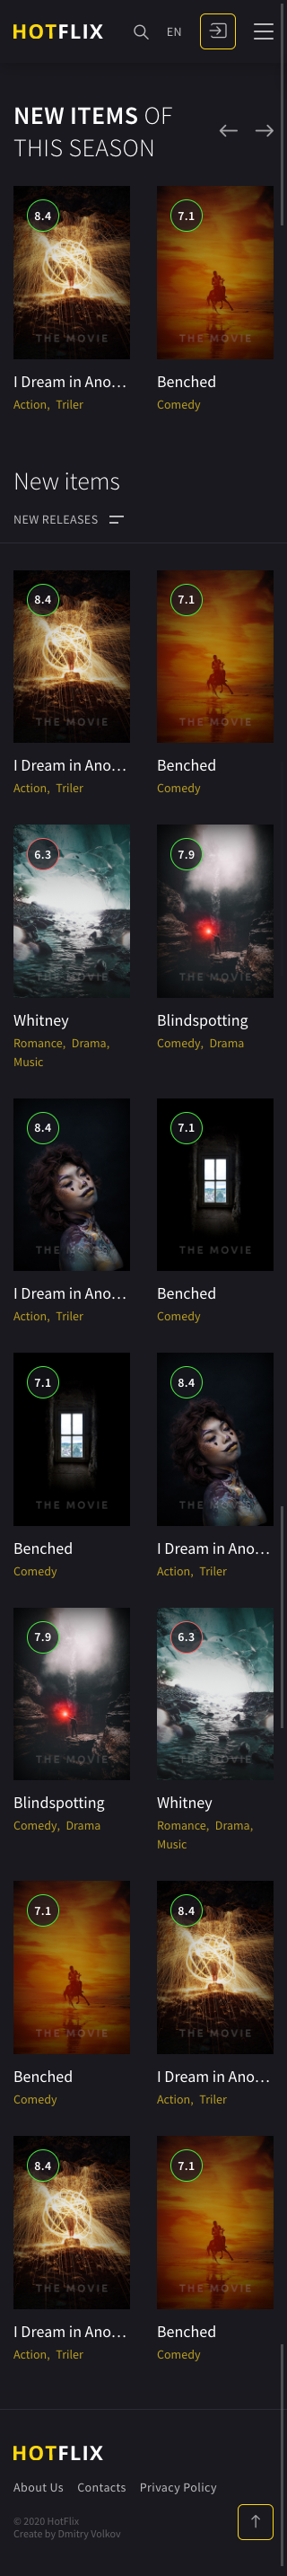 HOTFLIX
EN
NEW ITEMS OF
THIS SEASON
8.4
7.1
THE MOVIE
THE MOVIE
I Dream in Ano…
Benched
Action, Triler
Comedy
New items
NEW RELEASES
8.4
7.1
THE MOVIE
THE MOVIE
I Dream in Ano…
Benched
Action, Triler
Comedy
6.3
7.9
THE MOVIE
THE MOVIE
Whitney
Blindspotting
Romance, Drama,
Music
Comedy, Drama
8.4
7.1
THE MOVIE
THE MOVIE
I Dream in Ano…
Benched
Action, Triler
Comedy
7.1
8.4
THE MOVIE
THE MOVIE
Benched
I Dream in Ano…
Comedy
Action, Triler
7.9
6.3
THE MOVIE
THE MOVIE
Blindspotting
Whitney
Comedy, Drama
Romance, Drama,
Music
7.1
8.4
THE MOVIE
THE MOVIE
Benched
I Dream in Ano…
Comedy
Action, Triler
8.4
7.1
THE MOVIE
THE MOVIE
I Dream in Ano…
Benched
Action, Triler
Comedy
HOTFLIX
About Us Contacts Privacy Policy
© 2020 HotFlix
Create by Dmitry Volkov